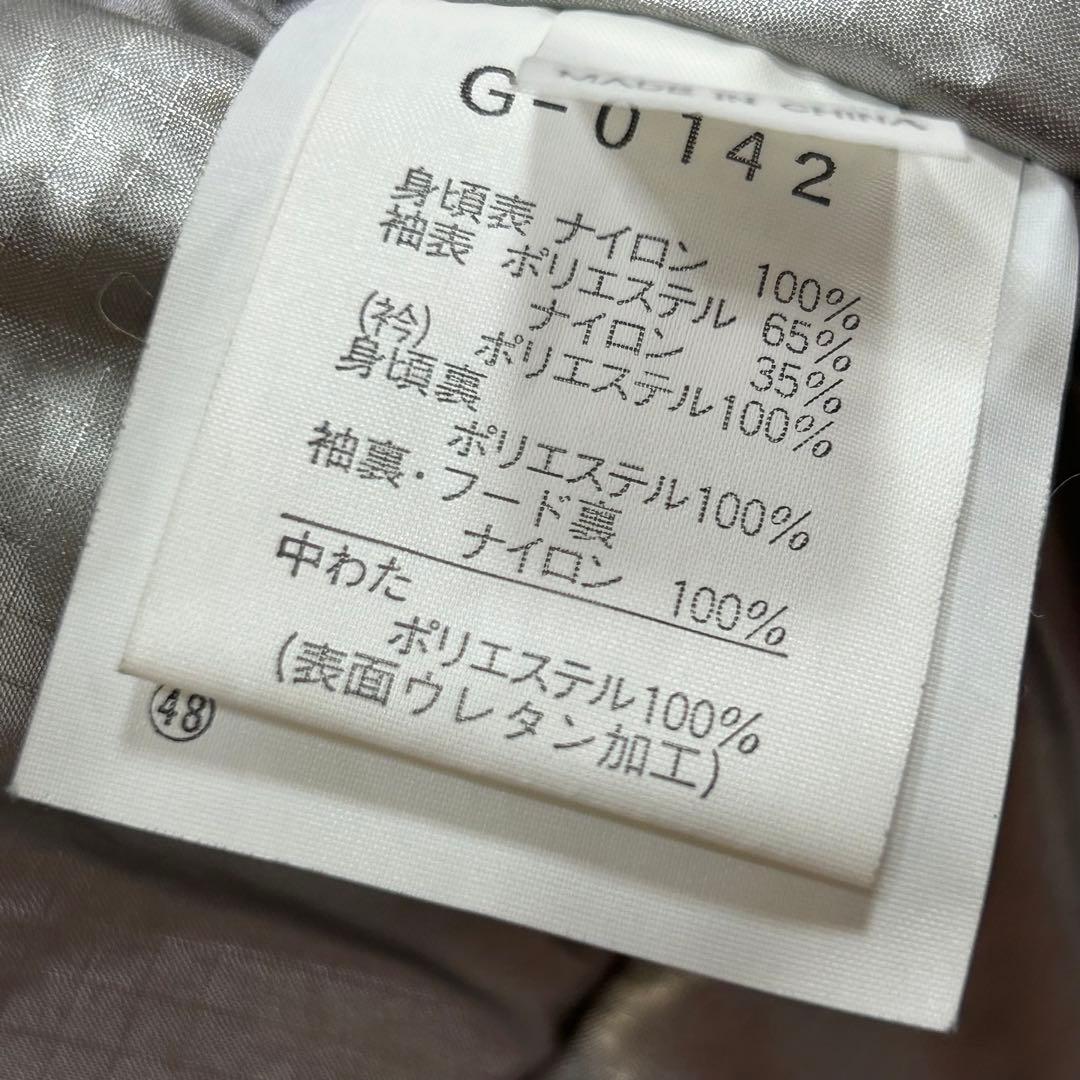 MADE IN CHINA
G-0142
身頃表 ナイロン 100%
袖表 ポリエステル 65%
ナイロン 35%
(衿) ポリエステル100%
身頃裏
ポリエステル100%
袖裏・フード裏
ナイロン 100%
中わた
ポリエステル100%
(表面ウレタン加工)
48